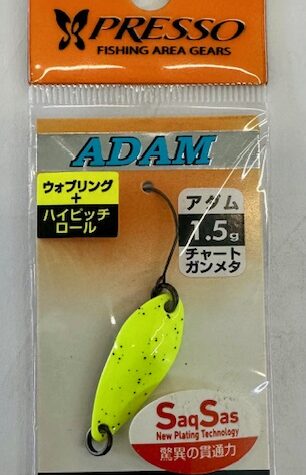 PRESSO
FISHING AREA GEARS
ADAM
ウォブリング
+
ハイピッチ
ロール
アダム
1.5g
チャート
ガンメタ
SaqSas
New Plating Technology
驚異の貫通力